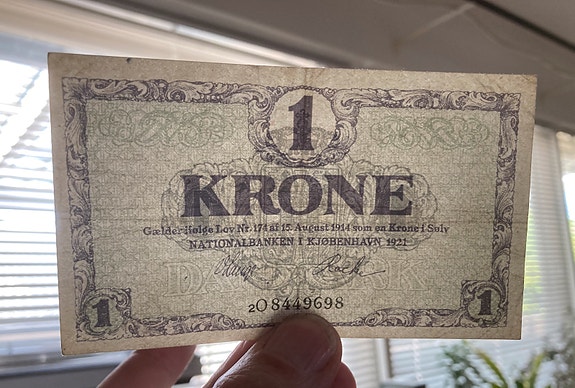 1
KRONE
Gælder ifølge Lov Nr. 174 af 15. August 1914 som en Krone i Sølv
NATIONALBANKEN I KJØBENHAVN 1921
DANMARK
2O 8449698
1 1